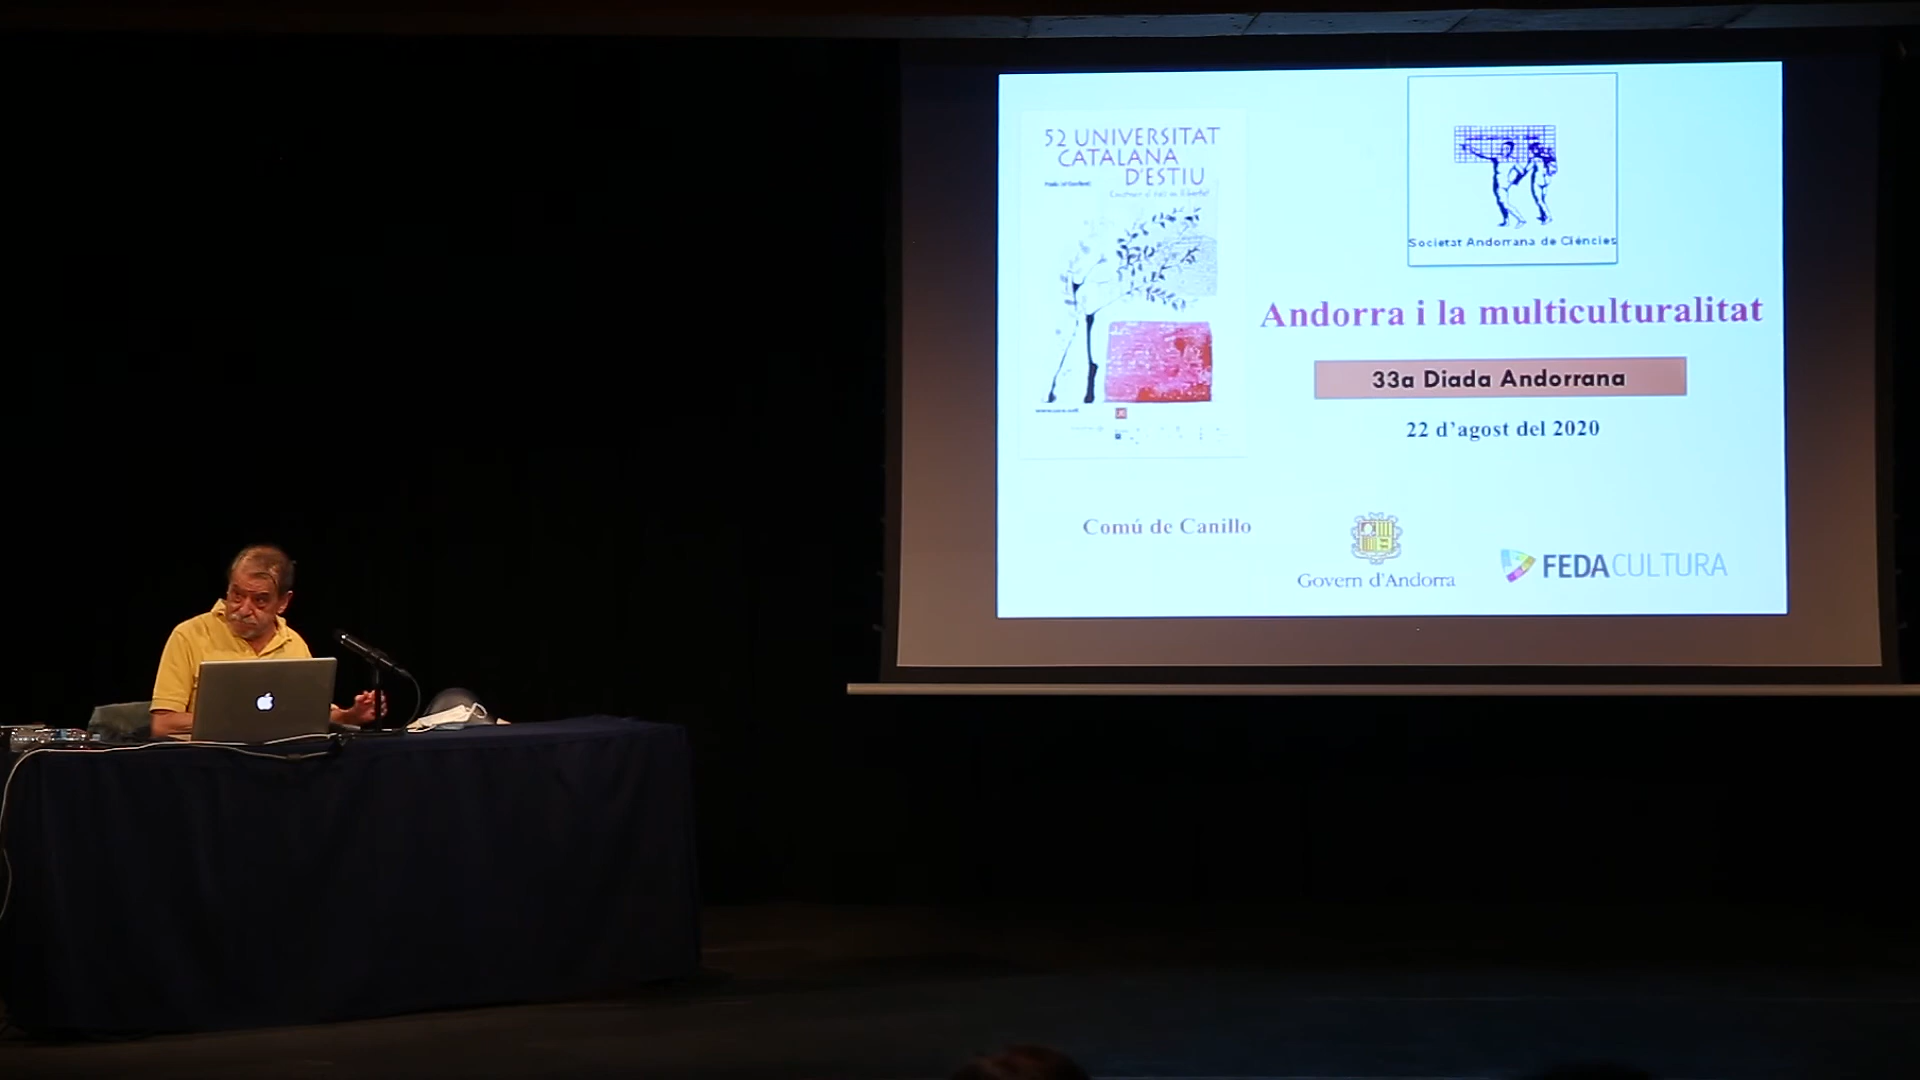 52 UNIVERSITAT
CATALANA
D'ESTIU
Societat Andorrana de Ciències
Andorra i la multiculturalitat
33a Diada Andorrana
22 d'agost del 2020
Comú de Canillo
Govern d'Andorra
FEDACULTURA